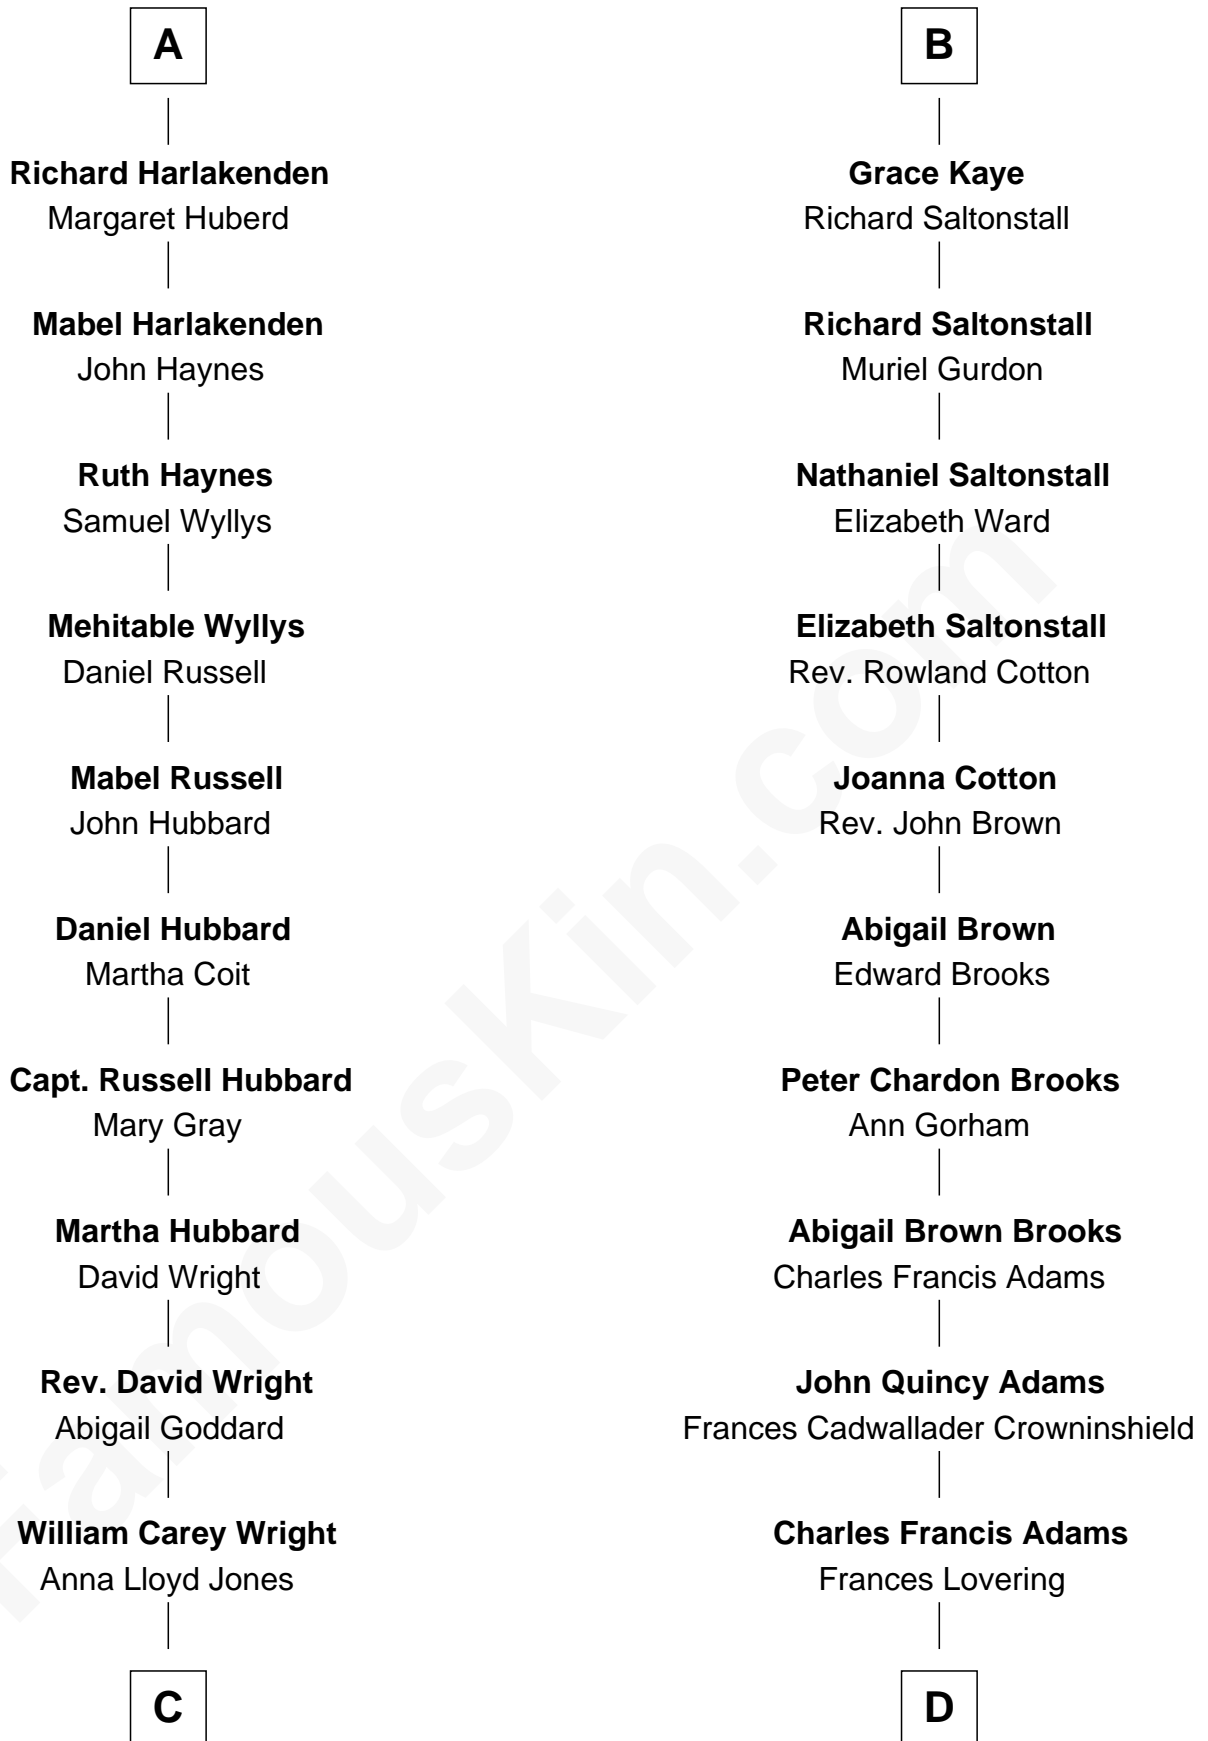 A
Richard Harlakenden
Margaret Huberd
Mabel Harlakenden
John Haynes
Ruth Haynes
Samuel Wyllys
Mehitable Wyllys
Daniel Russell
Mabel Russell
John Hubbard
Daniel Hubbard
Martha Coit
Capt. Russell Hubbard
Mary Gray
Martha Hubbard
David Wright
Rev. David Wright
Abigail Goddard
William Carey Wright
Anna Lloyd Jones
C
B
Grace Kaye
Richard Saltonstall
Richard Saltonstall
Muriel Gurdon
Nathaniel Saltonstall
Elizabeth Ward
Elizabeth Saltonstall
Rev. Rowland Cotton
Joanna Cotton
Rev. John Brown
Abigail Brown
Edward Brooks
Peter Chardon Brooks
Ann Gorham
Abigail Brown Brooks
Charles Francis Adams
John Quincy Adams
Frances Cadwallader Crowninshield
Charles Francis Adams
Frances Lovering
D
FamousKin.com